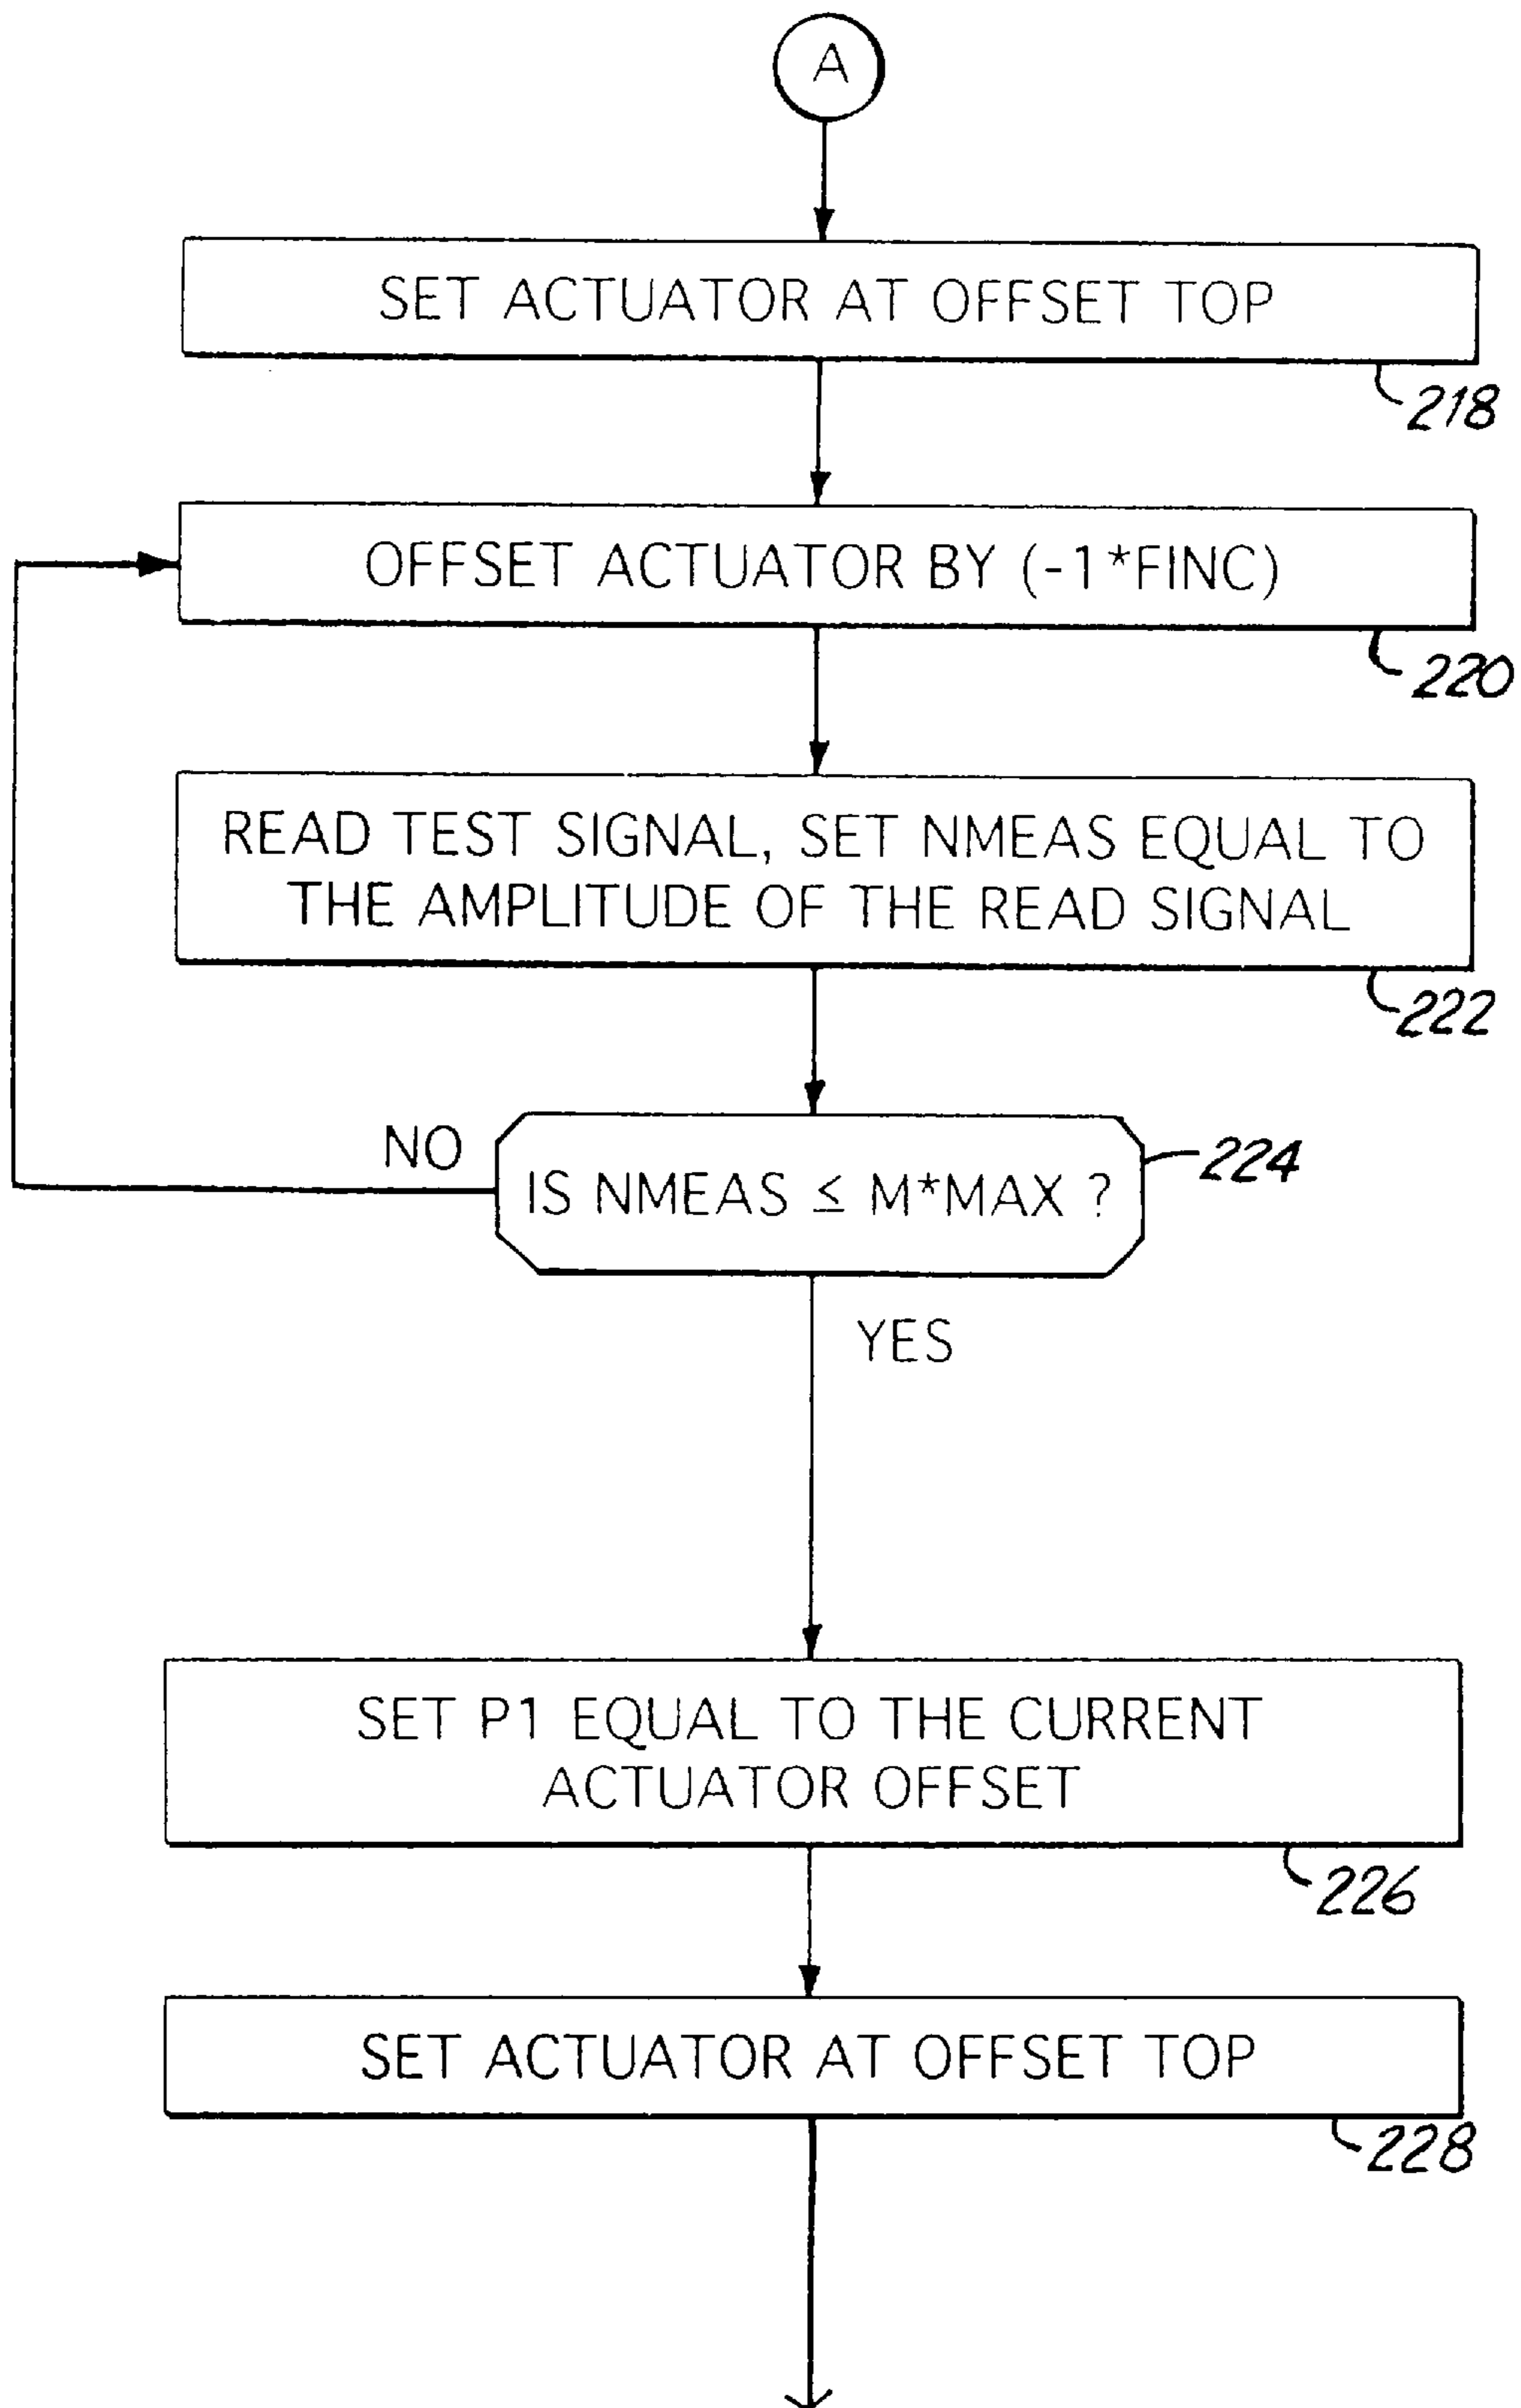 A
SET ACTUATOR AT OFFSET TOP
218
OFFSET ACTUATOR BY (-1*FINC)
220
READ TEST SIGNAL, SET NMEAS EQUAL TO
THE AMPLITUDE OF THE READ SIGNAL
222
NO
IS NMEAS ≤ M*MAX ?
224
YES
SET P1 EQUAL TO THE CURRENT
ACTUATOR OFFSET
226
SET ACTUATOR AT OFFSET TOP
228